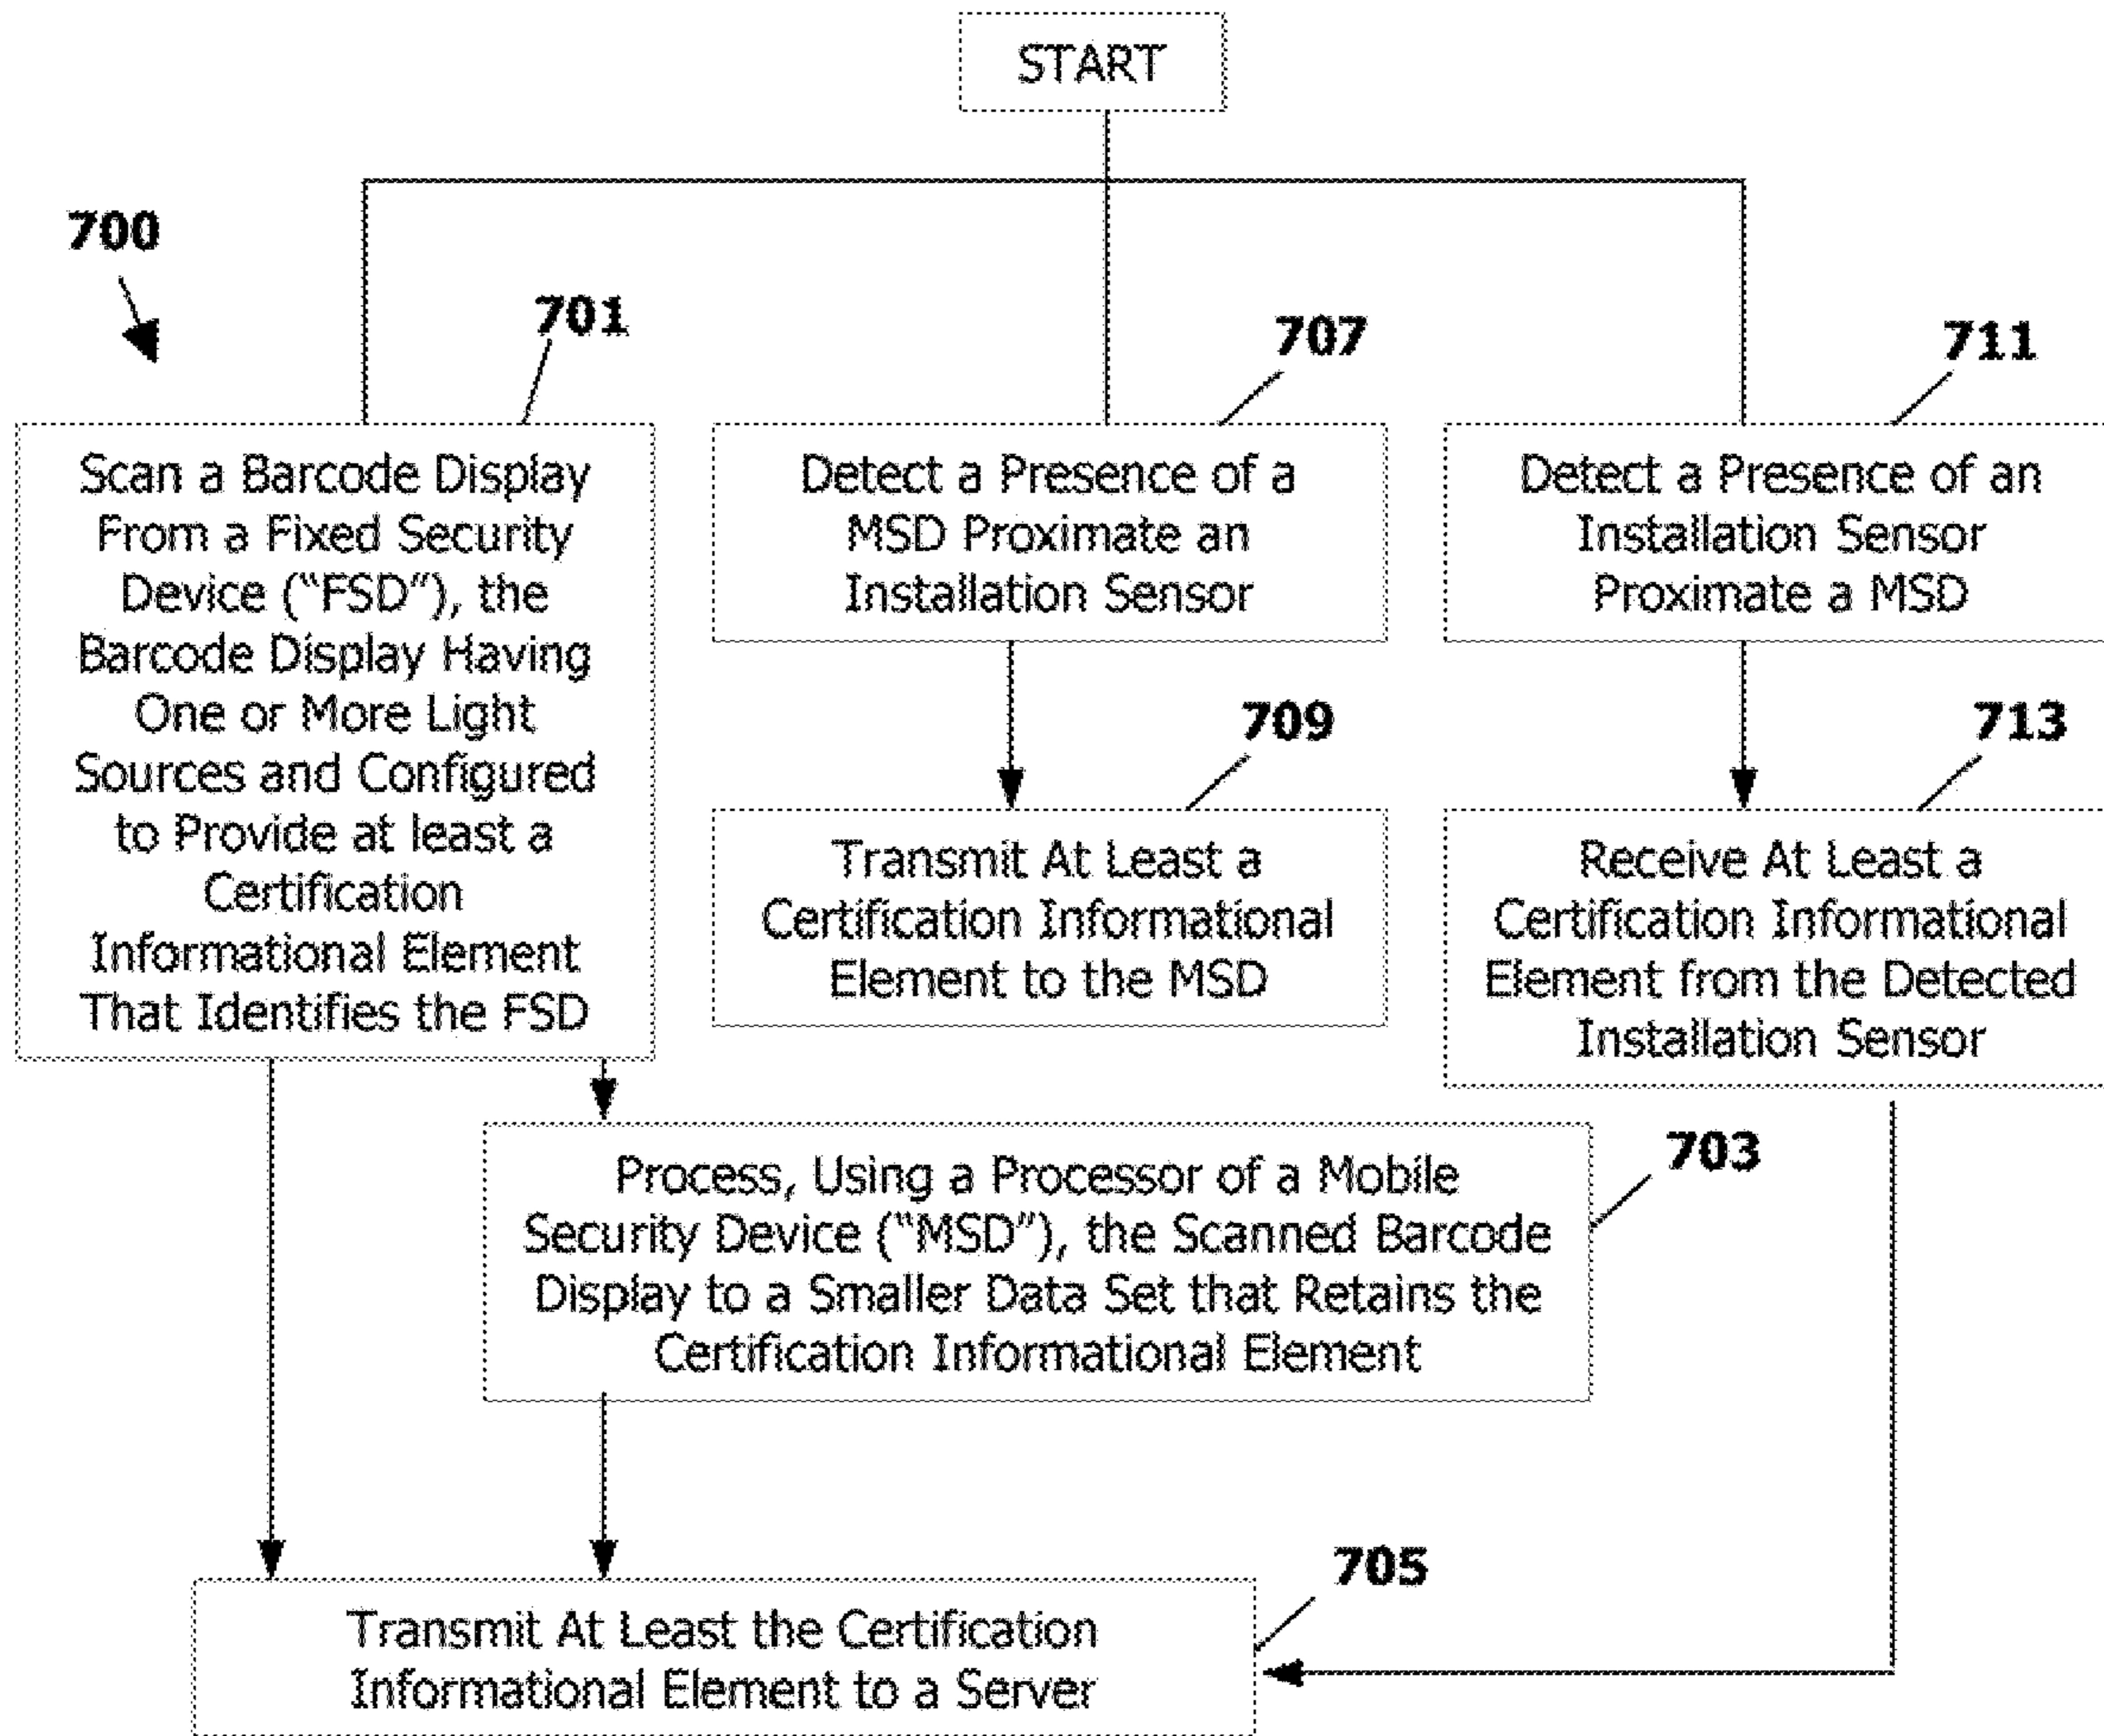 START
700
701
707
711
Scan a Barcode Display
From a Fixed Security
Device (“FSD”), the
Barcode Display Having
One or More Light
Sources and Configured
to Provide at least a
Certification
Informational Element
That Identifies the FSD
Detect a Presence of a
MSD Proximate an
Installation Sensor
Detect a Presence of an
Installation Sensor
Proximate a MSD
709
713
Transmit At Least a
Certification Informational
Element to the MSD
Receive At Least a
Certification Informational
Element from the Detected
Installation Sensor
703
Process, Using a Processor of a Mobile
Security Device (“MSD”), the Scanned Barcode
Display to a Smaller Data Set that Retains the
Certification Informational Element
705
Transmit At Least the Certification
Informational Element to a Server